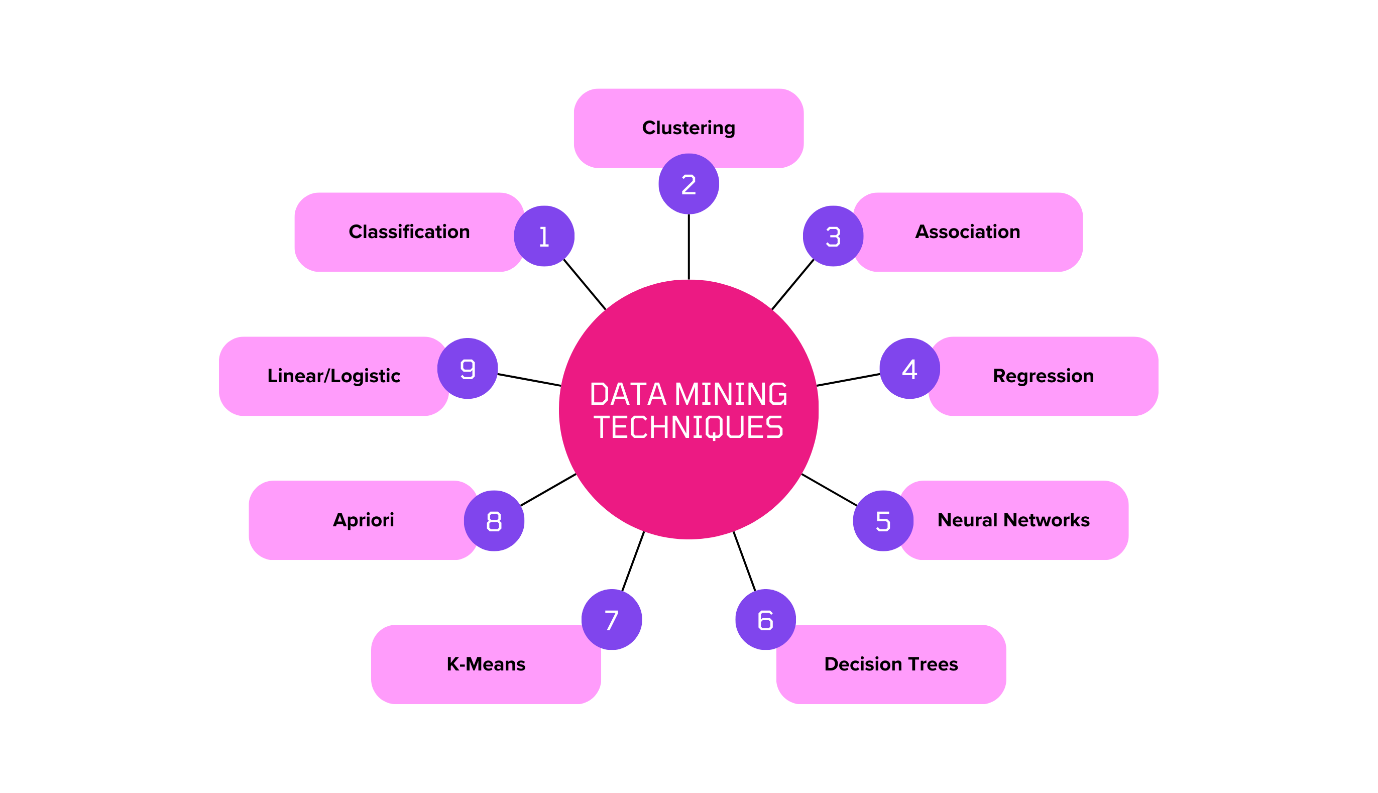 DATA MINING
TECHNIQUES
1
Classification
2
Clustering
3
Association
4
Regression
5
Neural Networks
6
Decision Trees
7
K-Means
8
Apriori
9
Linear/Logistic